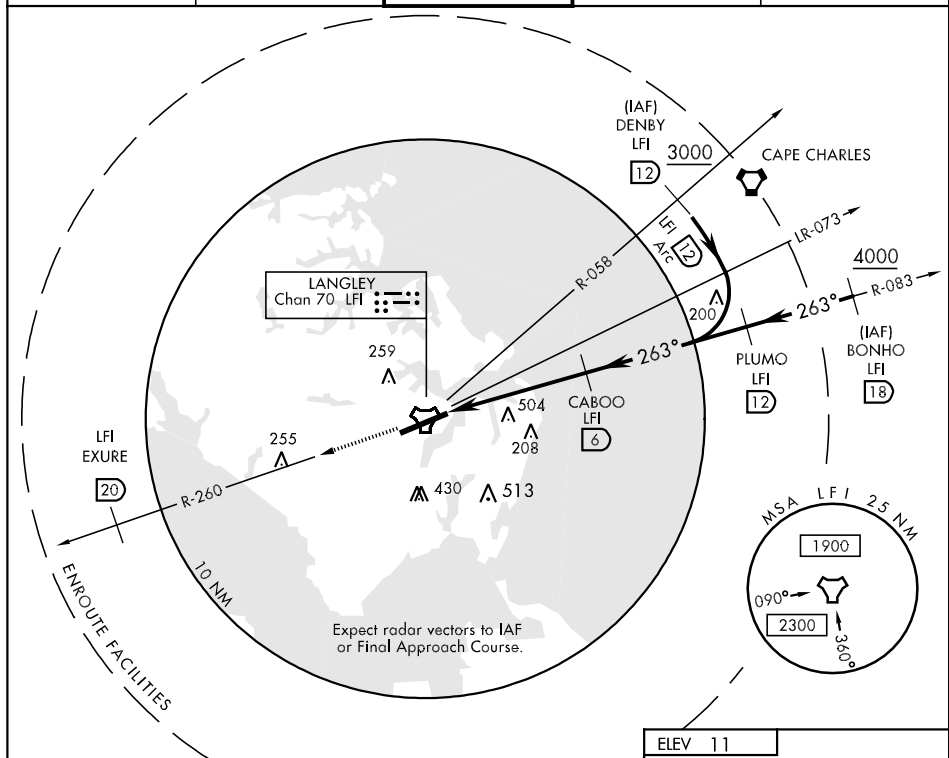 (IAF)
DENBY
LFI
12
3000
CAPE CHARLES
LFI
12
Arc
R-058
LR-073
4000
R-083
LANGLEY
Chan 70 LFI
200
263°
263°
(IAF)
BONHO
LFI
18
PLUMO
LFI
12
259
CABOO
LFI
6
504
208
LFI
EXURE
20
255
R-260
430
513
10 NM
ENROUTE FACILITIES
Expect radar vectors to IAF
or Final Approach Course.
MSA LFI 25 NM
1900
090°
2300
360°
ELEV 11